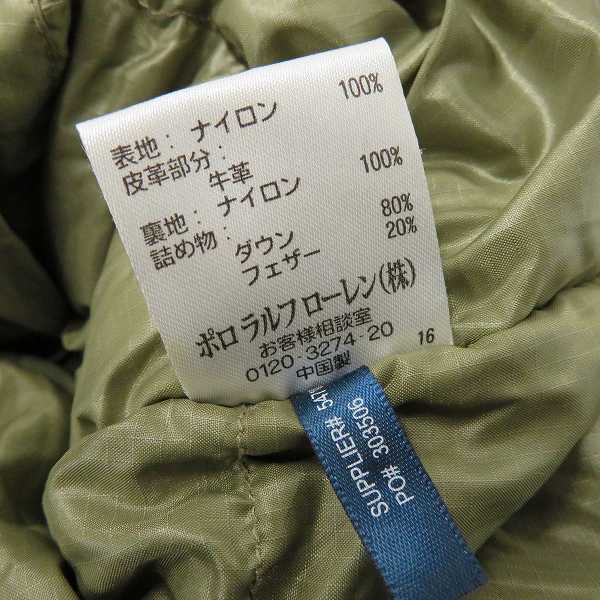 表地: ナイロン 100%
皮革部分:
牛革
裏地: ナイロン 100%
詰め物:
ダウン 80%
フェザー 20%
ポロ ラルフ ローレン(株)
お客様相談室
0120-3274-20
中国製 16
SUPPLIER#
PO# 303506